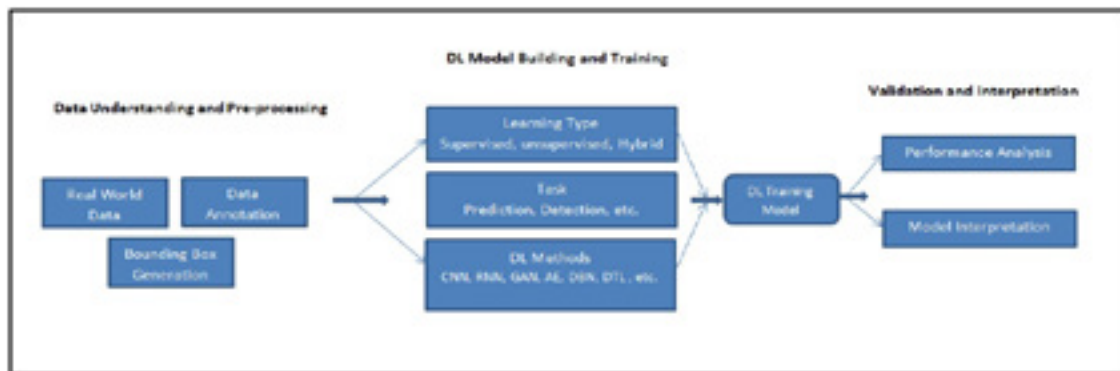 DL Model Building and Training
Data Understanding and Pre-processing
Validation and Interpretation
Real World
Data
Data
Annotation
Bounding Box
Generation
Learning Type
Supervised, unsupervised, Hybrid
Task
Prediction, Detection, etc.
DL Methods
CNN, RNN, GAN, AE, DBN, DTL, etc.
DL Training
Model
Performance Analysis
Model Interpretation